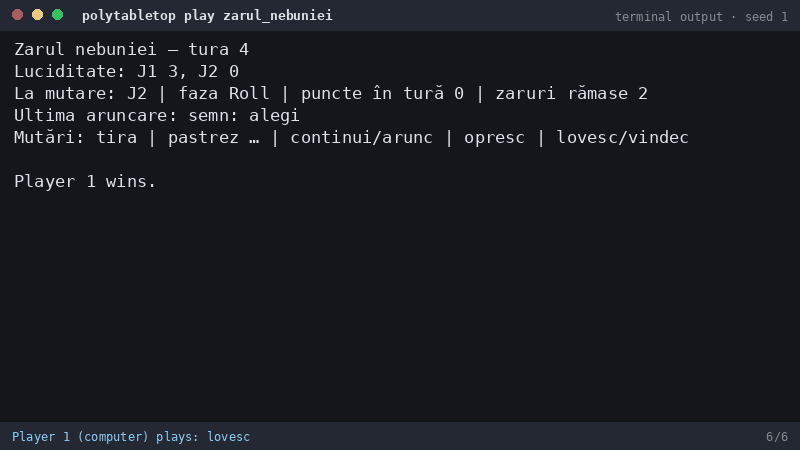 polytabletop play zarul_nebuniei
terminal output · seed 1
Zarul nebuniei — tura 4
Luciditate: J1 3, J2 0
La mutare: J2 | faza Roll | puncte în tură 0 | zaruri rămase 2
Ultima aruncare: semn: alegi
Mutări: tira | pastrez … | continui/arunc | opresc | lovesc/vindec
Player 1 wins.
Player 1 (computer) plays: lovesc
6/6